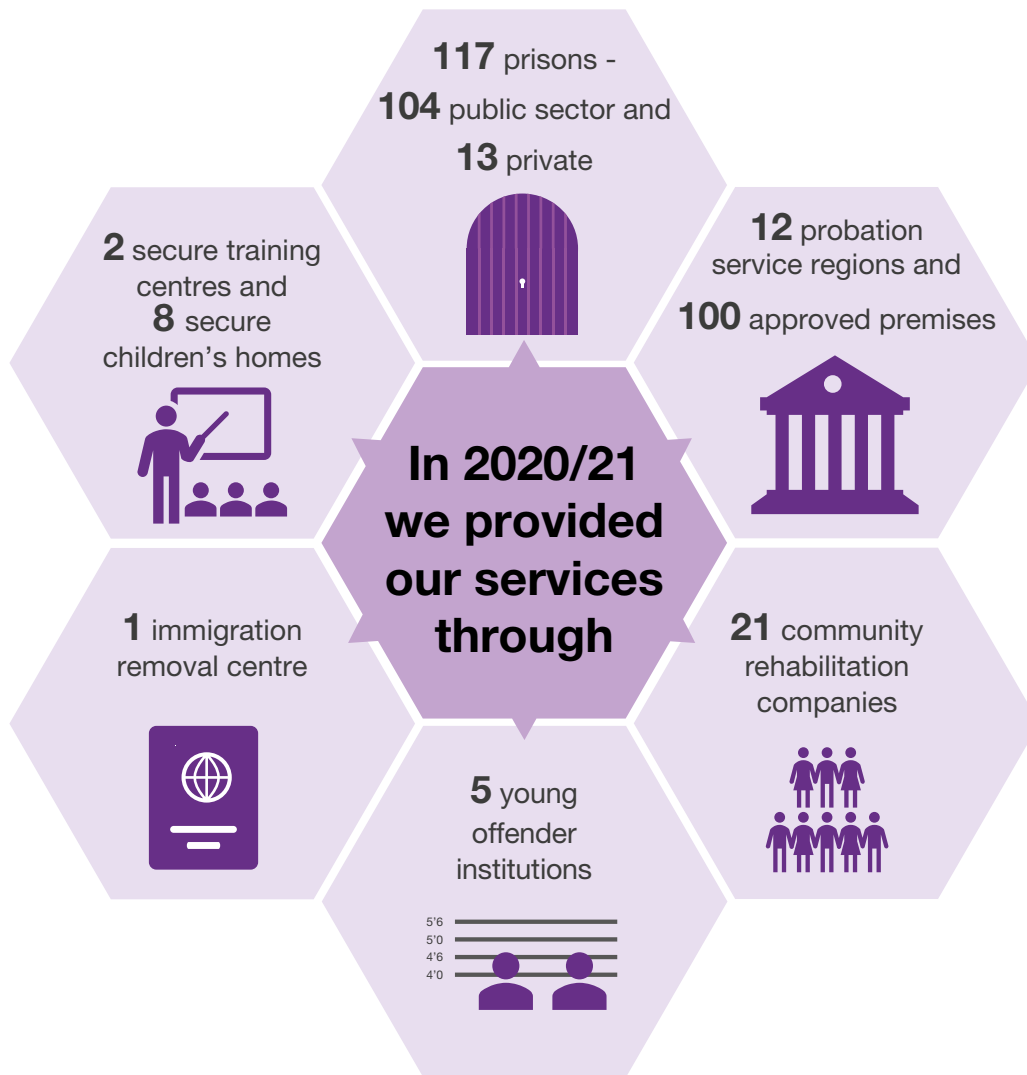 117 prisons -
104 public sector and
13 private
2 secure training
centres and
8 secure
children’s homes
12 probation
service regions and
100 approved premises
In 2020/21
we provided
our services
through
1 immigration
removal centre
21 community
rehabilitation
companies
5 young
offender
institutions
5’6
5’0
4’6
4’0